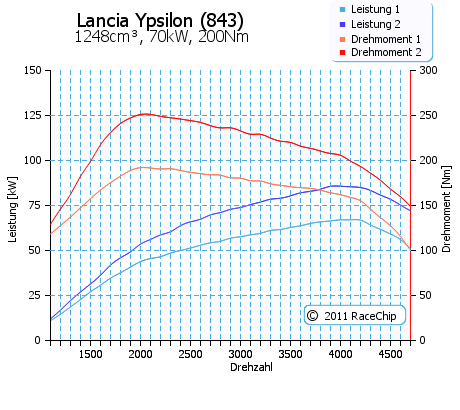 Lancia Ypsilon (843)
1248cm³, 70kW, 200Nm
Leistung 1
Leistung 2
Drehmoment 1
Drehmoment 2
150
125
100
75
50
25
0
Leistung [kW]
300
250
200
150
100
50
0
Drehmoment [Nm]
© 2011 RaceChip
1500 2000 2500 3000 3500 4000 4500
Drehzahl